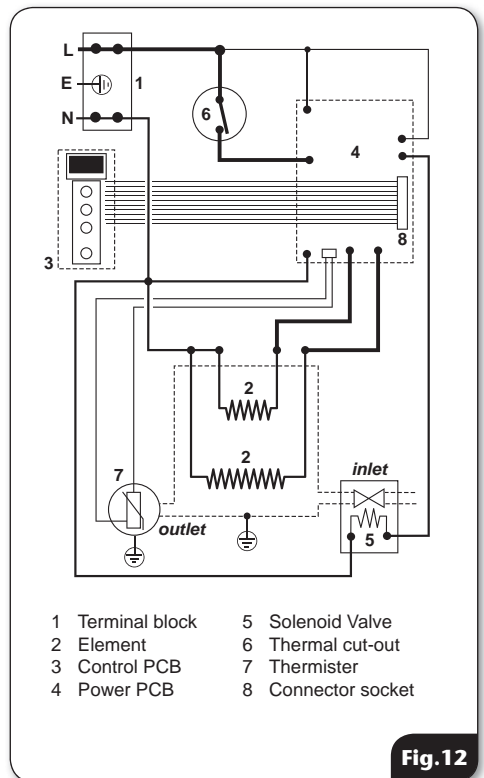 L
E 1
N
6
4
3
8
2
2
7
inlet
outlet
5
1 Terminal block
2 Element
3 Control PCB
4 Power PCB
5 Solenoid Valve
6 Thermal cut-out
7 Thermister
8 Connector socket
Fig.12